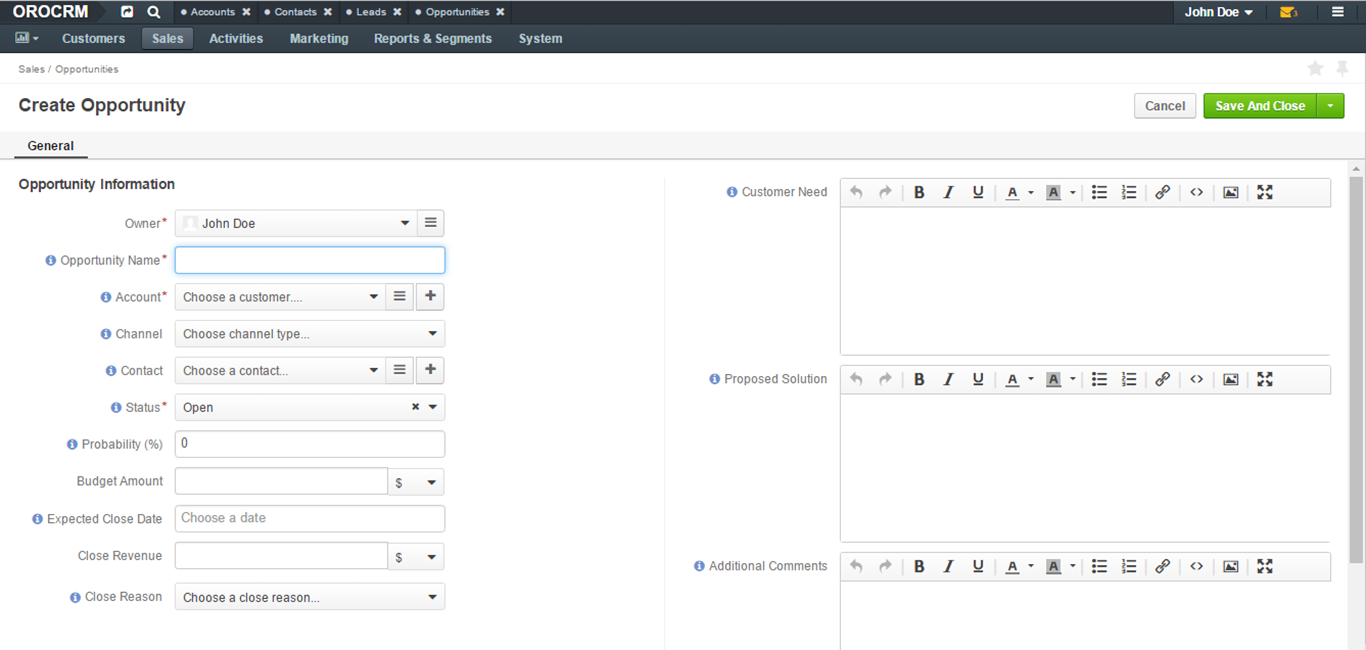 OROCRM
• Accounts ✖ • Contacts ✖ • Leads ✖ • Opportunities ✖
John Doe
3
Customers Sales Activities Marketing Reports & Segments System
Sales / Opportunities
Create Opportunity
Cancel Save And Close
General
Opportunity Information
Owner* John Doe
Opportunity Name*
Account* Choose a customer....
Channel Choose channel type...
Contact Choose a contact...
Status* Open
Probability (%) 0
Budget Amount $
Expected Close Date Choose a date
Close Revenue $
Close Reason Choose a close reason...
Customer Need
B I U A A
Proposed Solution
B I U A A
Additional Comments
B I U A A